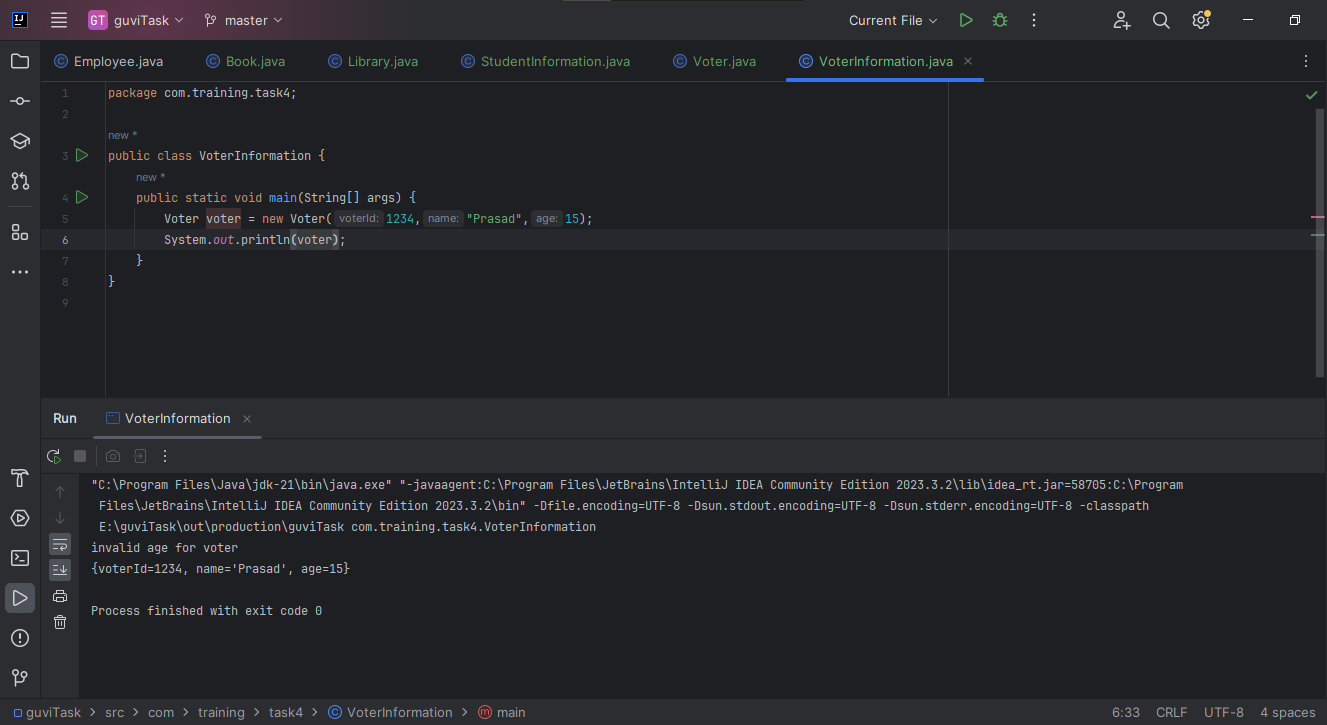 GT guviTask master Current File
Employee.java Book.java Library.java StudentInformation.java Voter.java VoterInformation.java
1 package com.training.task4;
2
new *
3 public class VoterInformation {
new *
4 public static void main(String[] args) {
5 Voter voter = new Voter( voterId: 1234, name: "Prasad", age: 15);
6 System.out.println(voter);
7 }
8 }
9
Run VoterInformation
"C:\Program Files\Java\jdk-21\bin\java.exe" "-javaagent:C:\Program Files\JetBrains\IntelliJ IDEA Community Edition 2023.3.2\lib\idea_rt.jar=58705:C:\Program
Files\JetBrains\IntelliJ IDEA Community Edition 2023.3.2\bin" -Dfile.encoding=UTF-8 -Dsun.stdout.encoding=UTF-8 -Dsun.stderr.encoding=UTF-8 -classpath
E:\guviTask\out\production\guviTask com.training.task4.VoterInformation
invalid age for voter
{voterId=1234, name='Prasad', age=15}
Process finished with exit code 0
guviTask > src > com > training > task4 > VoterInformation > main 6:33 CRLF UTF-8 4 spaces